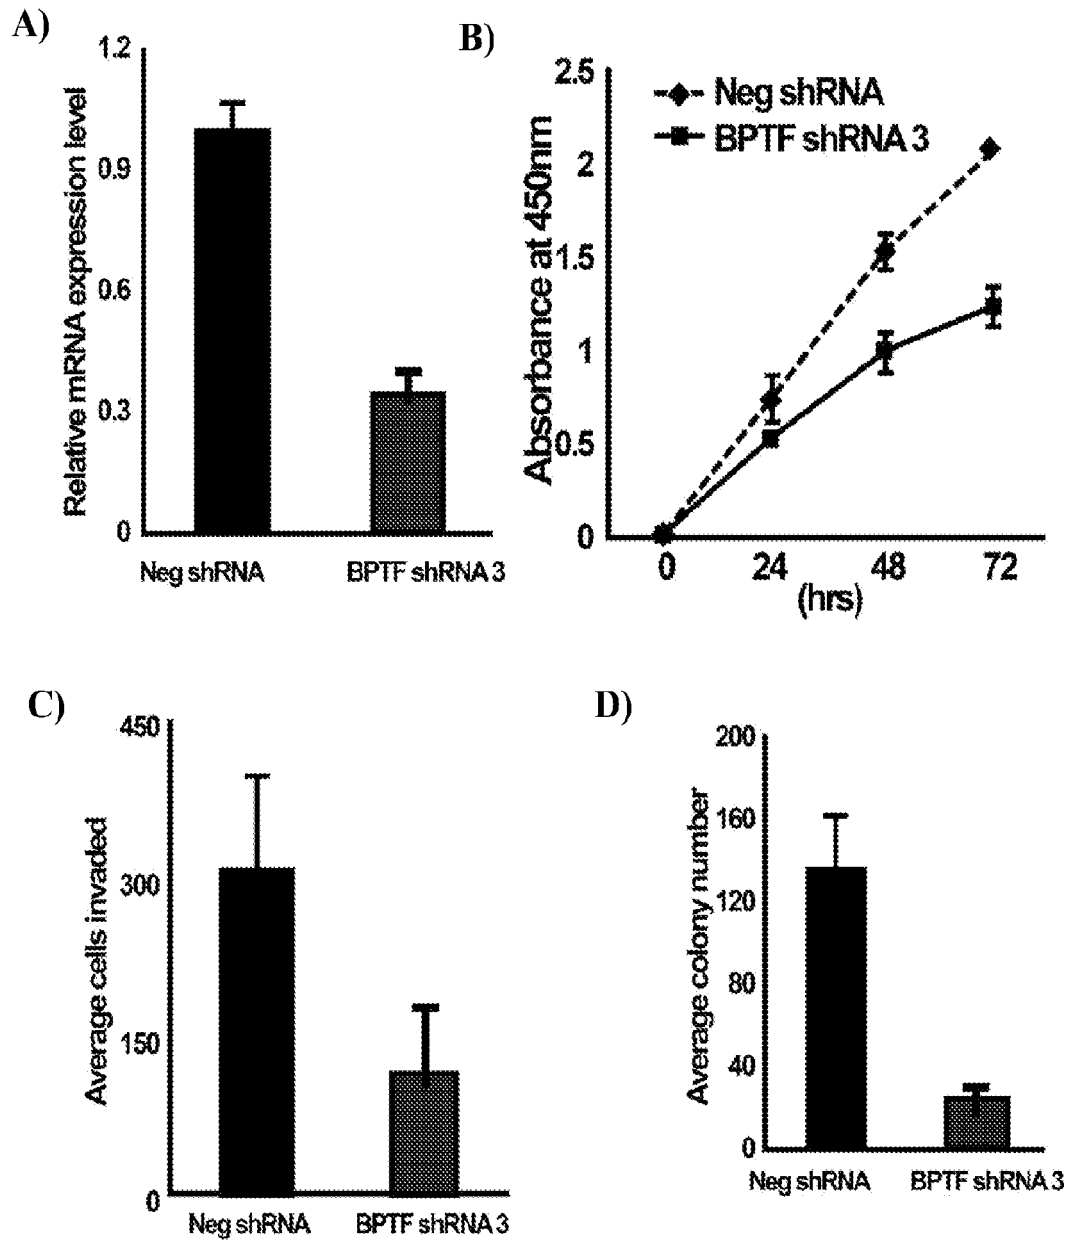 A)
Relative mRNA expression level
1.2
0.9
0.6
0.3
0
Neg shRNA
BPTF shRNA 3
B)
Absorbance at 450nm
2.5
2
1.5
1
0.5
0
Neg shRNA
BPTF shRNA 3
0 24 48 72
(hrs)
C)
Average cells invaded
450
300
150
0
Neg shRNA
BPTF shRNA 3
D)
Average colony number
200
160
120
80
40
0
Neg shRNA
BPTF shRNA 3